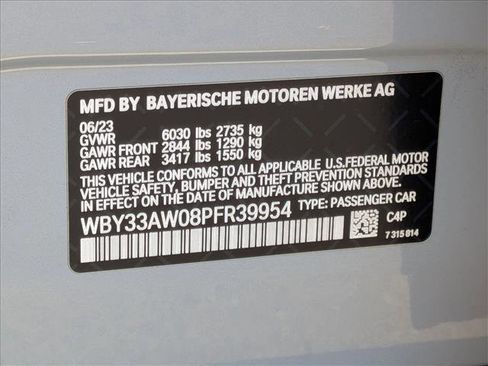 MFD BY BAYERISCHE MOTOREN WERKE AG
06/23
GVWR 6030 lbs 2735 kg
GAWR FRONT 2844 lbs 1290 kg
GAWR REAR 3417 lbs 1550 kg
THIS VEHICLE CONFORMS TO ALL APPLICABLE U.S.FEDERAL MOTOR
VEHICLE SAFETY, BUMPER AND THEFT PREVENTION STANDARDS
IN EFFECT ON THE DATE OF MANUFACTURE SHOWN ABOVE.
WBY33AW08PFR39954 TYPE: PASSENGER CAR
C4P
7 315 814